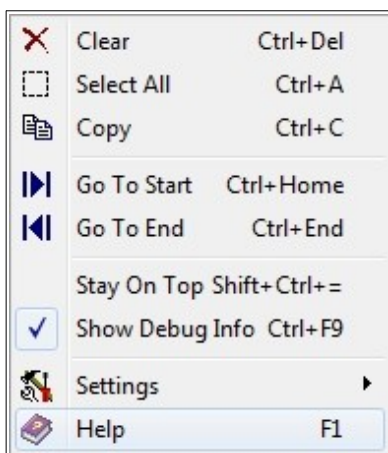 Clear Ctrl+Del
Select All Ctrl+A
Copy Ctrl+C
Go To Start Ctrl+Home
Go To End Ctrl+End
Stay On Top Shift+Ctrl+=
Show Debug Info Ctrl+F9
Settings
Help F1